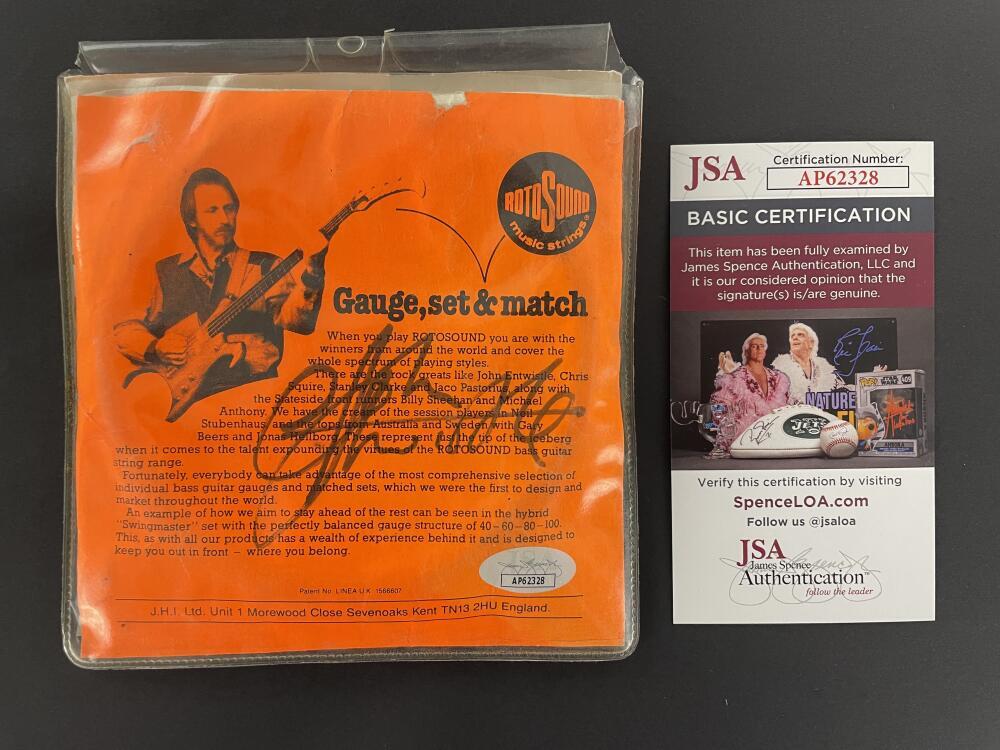 ROTOSOUND
music strings®
Gauge, set & match
When you play ROTOSOUND you are with the
winners from around the world and cover the
whole spectrum of playing styles.
There are the rock greats like John Entwistle, Chris
Squire, Stanley Clarke and Jaco Pastorius, along with
the Stateside front runners Billy Sheehan and Michael
Anthony. We have the cream of the session players in Neil
Stubenhaus, and the tops from Australia and Sweden with Gary
Beers and Jonas Hellborg. These represent just the tip of the iceberg
when it comes to the talent expounding the virtues of the ROTOSOUND bass guitar
string range.
Fortunately, everybody can take advantage of the most comprehensive selection of
individual bass guitar gauges and matched sets, which we were the first to design and
market throughout the world.
An example of how we aim to stay ahead of the rest can be seen in the hybrid
"Swingmaster" set with the perfectly balanced gauge structure of 40-60-80-100.
This, as with all our products has a wealth of experience behind it and is designed to
keep you out in front – where you belong.
AP62328
Patent No. LINEA U.K. 1566607
J.H.I. Ltd. Unit 1 Morewood Close Sevenoaks Kent TN13 2HU England.
JSA
Certification Number:
AP62328
BASIC CERTIFICATION
This item has been fully examined by
James Spence Authentication, LLC and
it is our considered opinion that the
signature(s) is/are genuine.
NATURE
STAR WARS
409
JETS
AHSOKA
Verify this certification by visiting
SpenceLOA.com
Follow us @jsaloa
JSA
James Spence
Authentication™
follow the leader